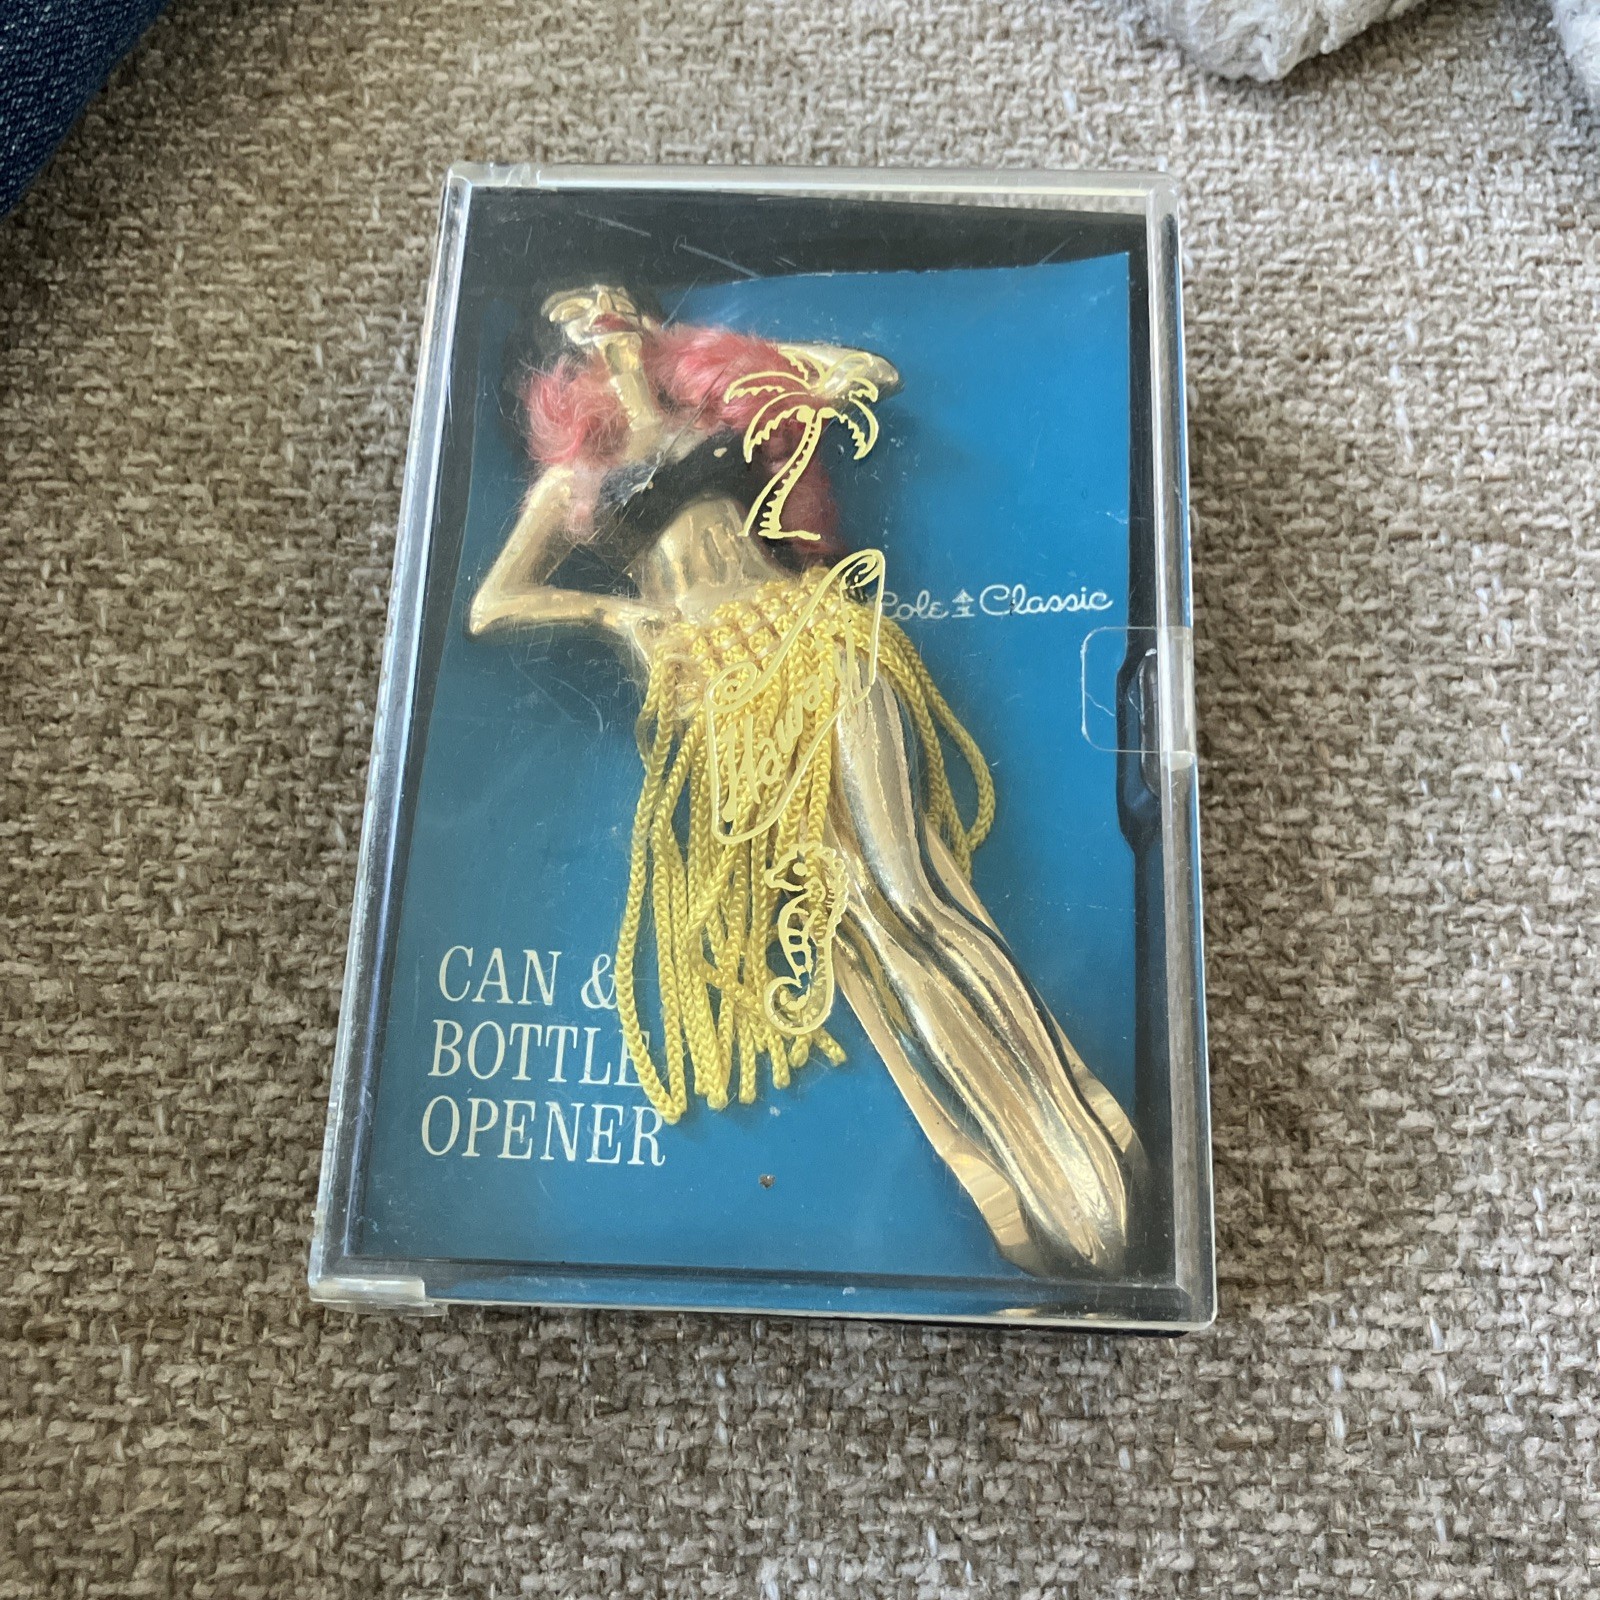 Cole Classic
Hawaii
CAN &
BOTTLE
OPENER